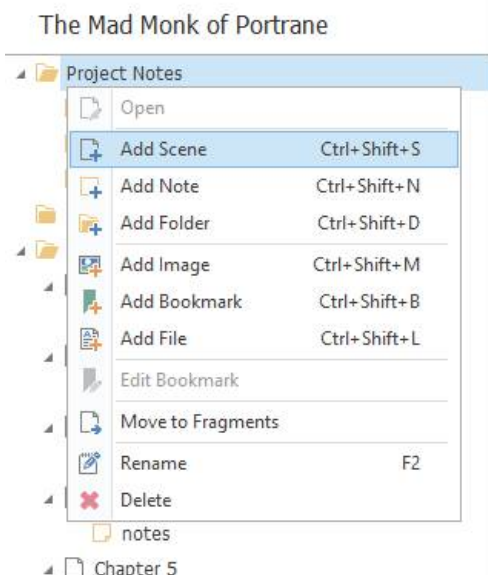 The Mad Monk of Portrane
Project Notes
Open
Add Scene Ctrl+Shift+S
Add Note Ctrl+Shift+N
Add Folder Ctrl+Shift+D
Add Image Ctrl+Shift+M
Add Bookmark Ctrl+Shift+B
Add File Ctrl+Shift+L
Edit Bookmark
Move to Fragments
Rename F2
Delete
notes
Chapter 5